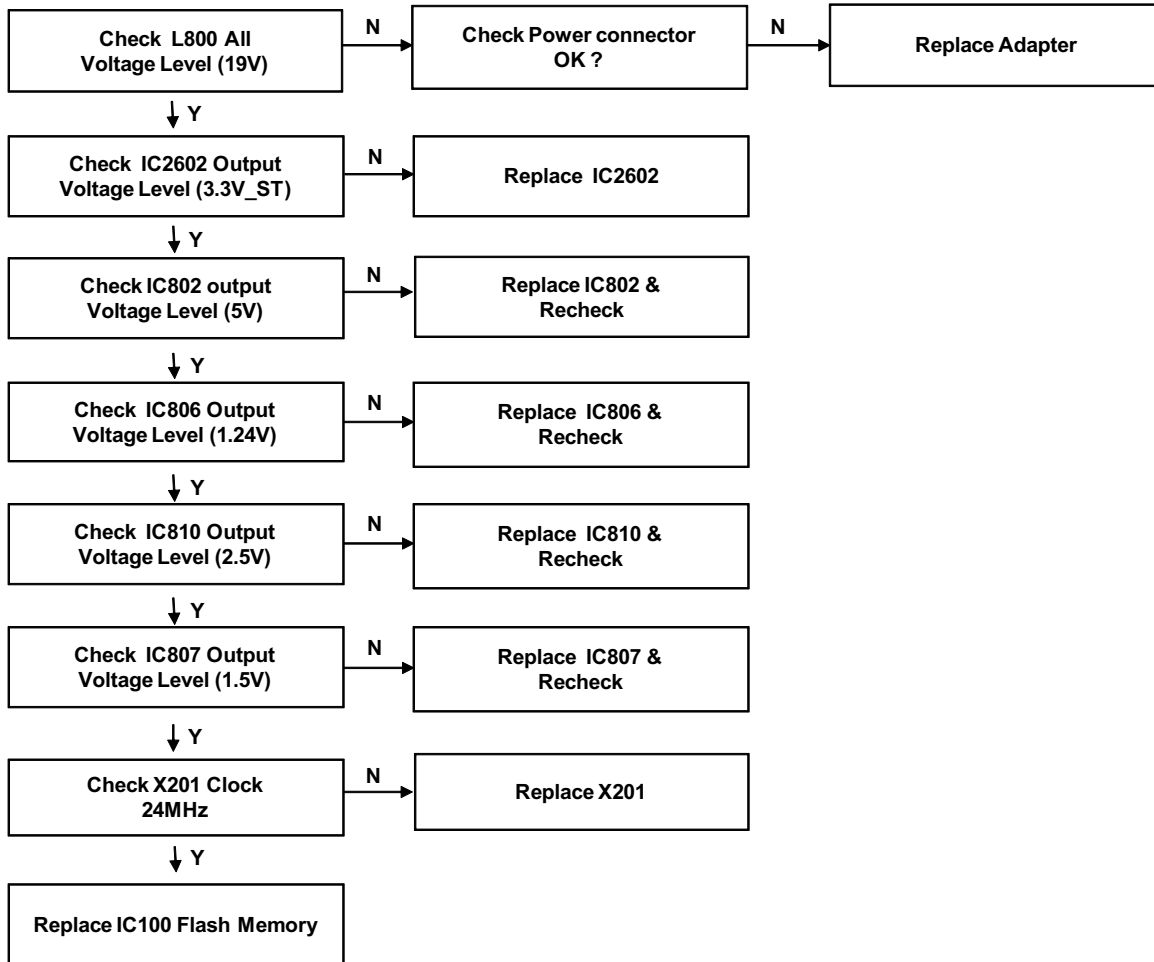 Check L800 All
Voltage Level (19V)
N
Check Power connector
OK ?
N
Replace Adapter
Y
Check IC2602 Output
Voltage Level (3.3V_ST)
N
Replace IC2602
Y
Check IC802 output
Voltage Level (5V)
N
Replace IC802 &
Recheck
Y
Check IC806 Output
Voltage Level (1.24V)
N
Replace IC806 &
Recheck
Y
Check IC810 Output
Voltage Level (2.5V)
N
Replace IC810 &
Recheck
Y
Check IC807 Output
Voltage Level (1.5V)
N
Replace IC807 &
Recheck
Y
Check X201 Clock
24MHz
N
Replace X201
Y
Replace IC100 Flash Memory